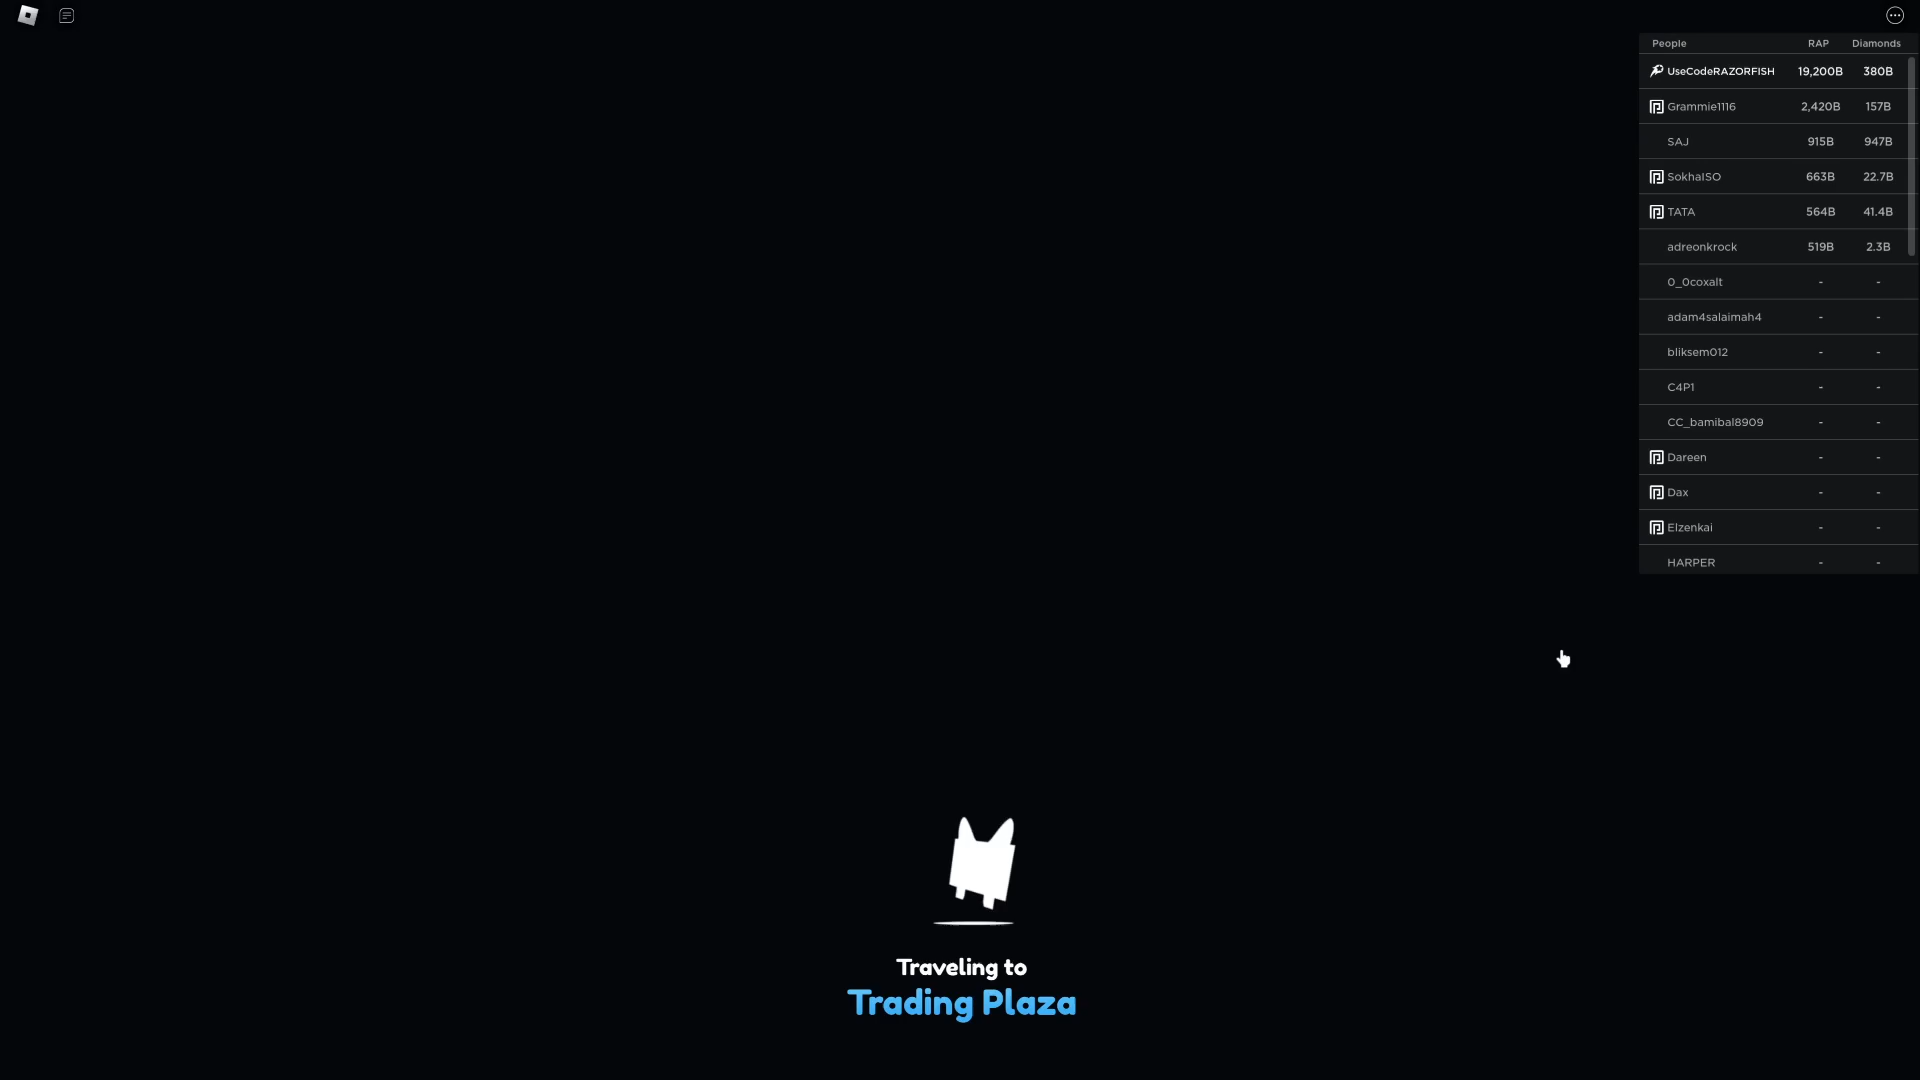 People RAP Diamonds
UseCodeRAZORFISH 19,200B 380B
Grammie1116 2,420B 157B
SAJ 915B 947B
SokhaISO 663B 22.7B
TATA 564B 41.4B
adreonkrock 519B 2.3B
0_0coxalt - -
adam4salaimah4 - -
bliksem012 - -
C4P1 - -
CC_bamibal8909 - -
Dareen - -
Dax - -
Elzenkai - -
HARPER - -
Traveling to
Trading Plaza